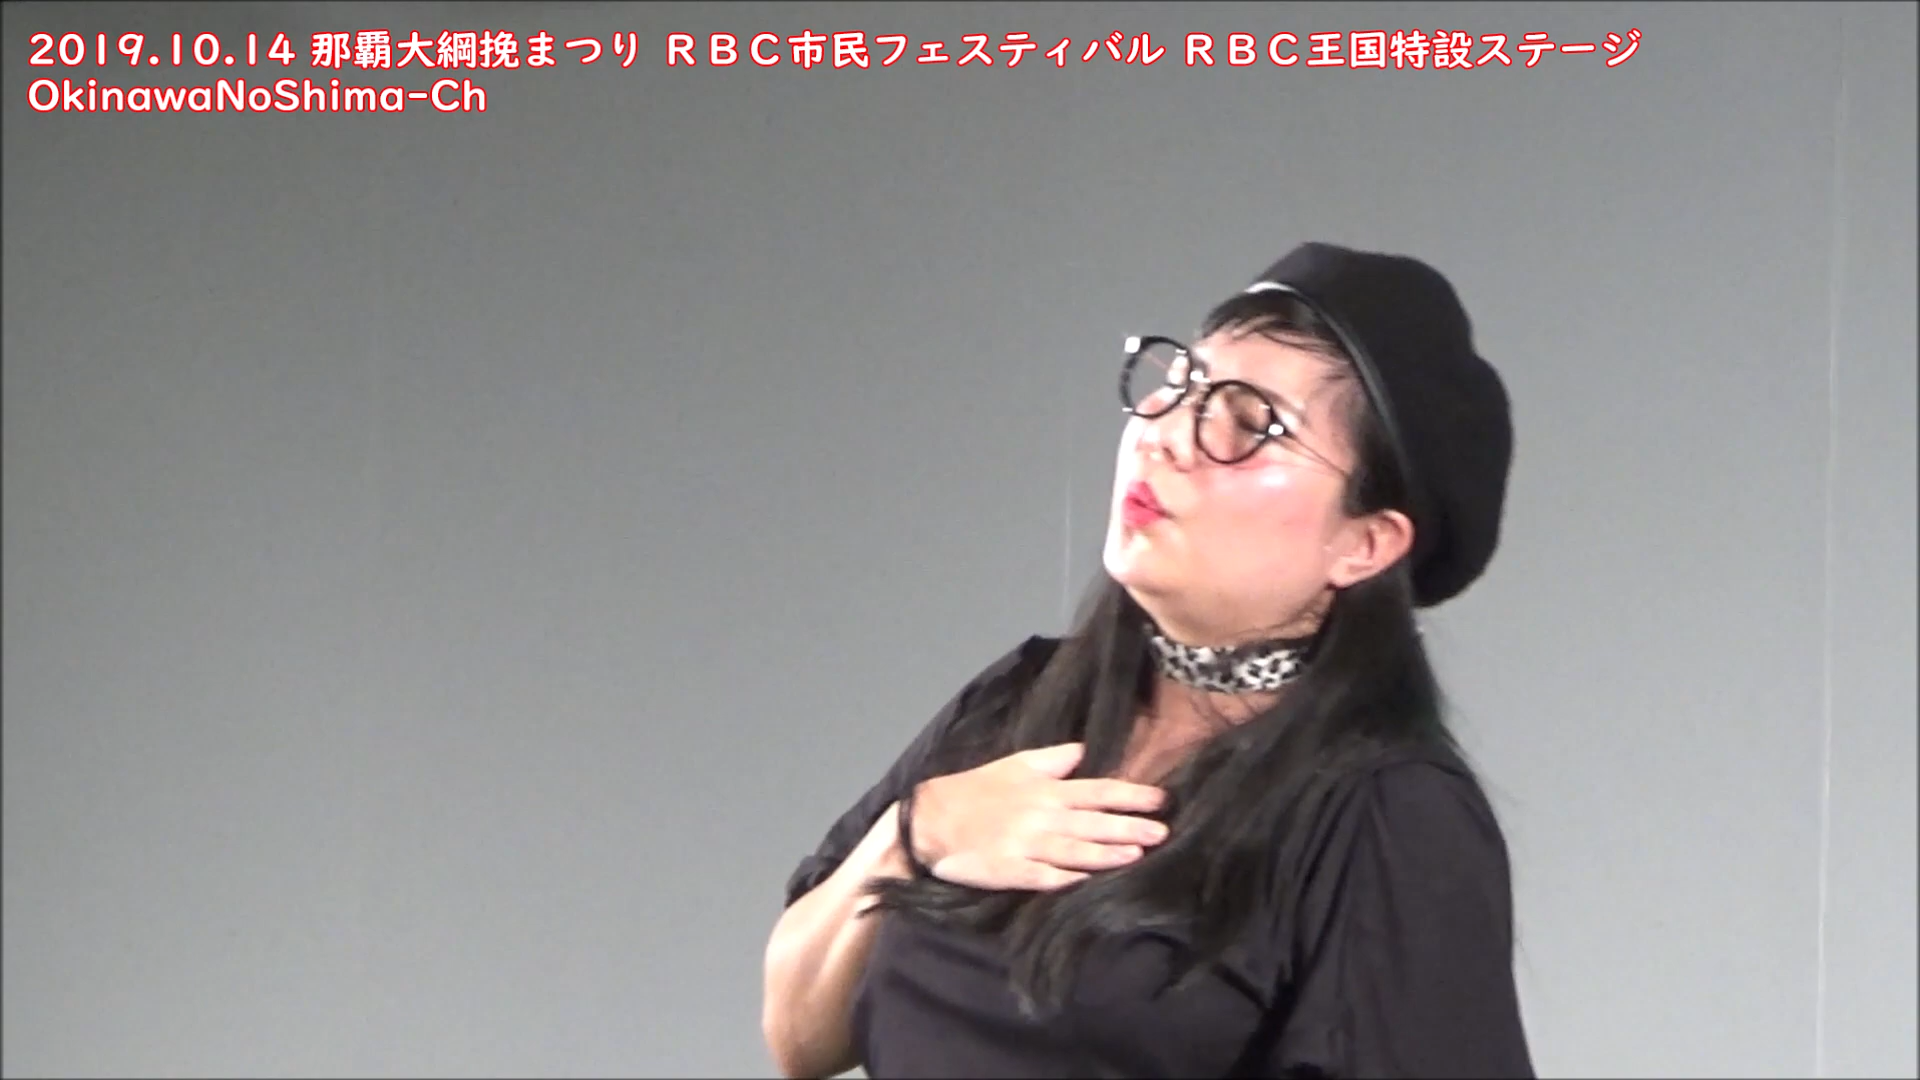 2019.10.14 那覇大綱挽まつり ＲＢＣ市民フェスティバル ＲＢＣ王国特設ステージ
OkinawaNoShima-Ch